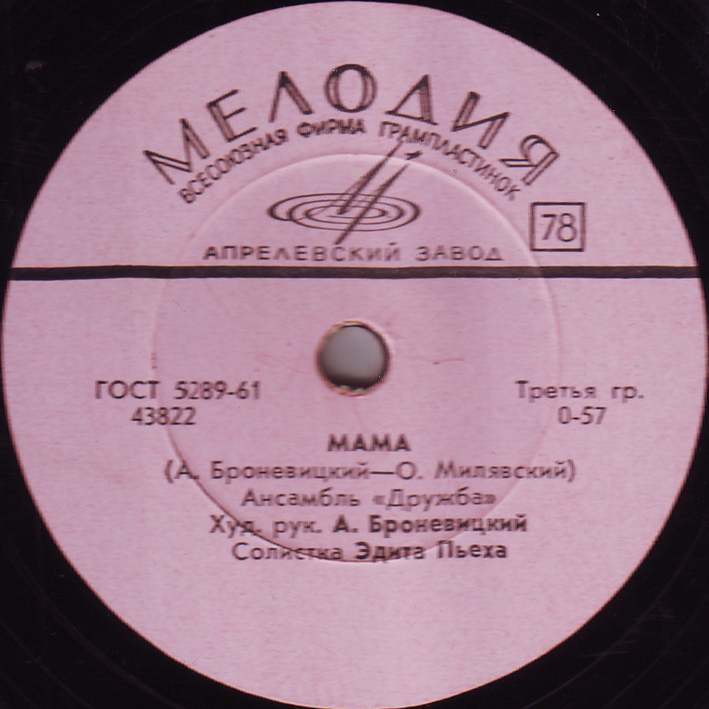 МЕЛОДИЯ
ВСЕСОЮЗНАЯ ФИРМА ГРАМПЛАСТИНОК
78
АПРЕЛЕВСКИЙ ЗАВОД
ГОСТ 5289-61
Третья гр.
43822
0-57
МАМА
(А. Броневицкий—О. Милявский)
Ансамбль «Дружба»
Худ. рук. А. Броневицкий
Солистка Эдита Пьеха